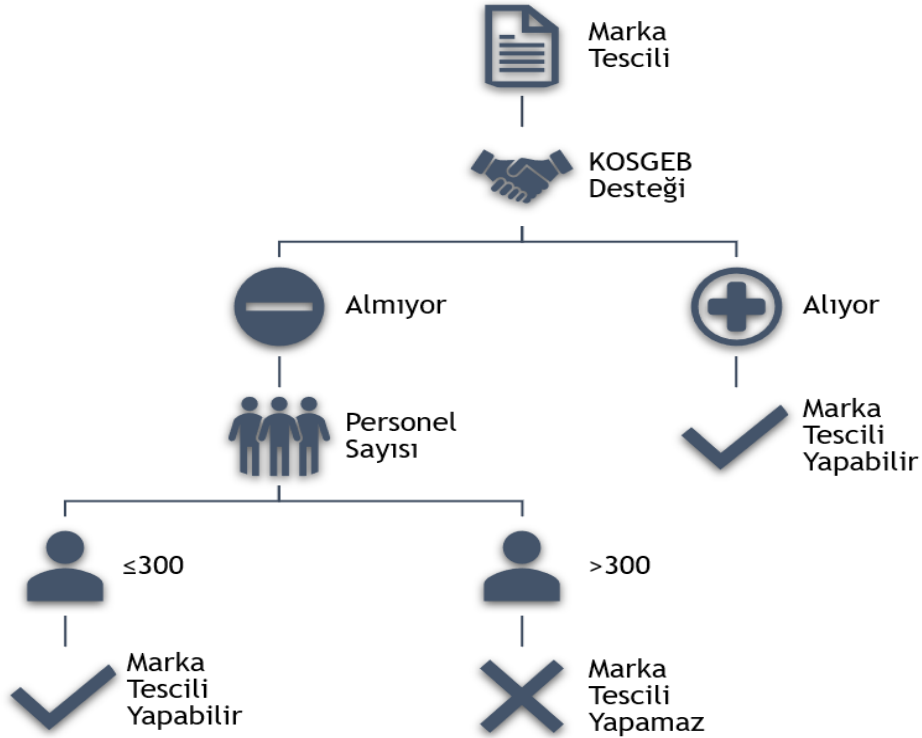 Marka
Tescili
KOSGEB
Desteği
Almıyor
Alıyor
Personel
Sayısı
Marka
Tescili
Yapabilir
≤300
>300
Marka
Tescili
Yapabilir
Marka
Tescili
Yapamaz